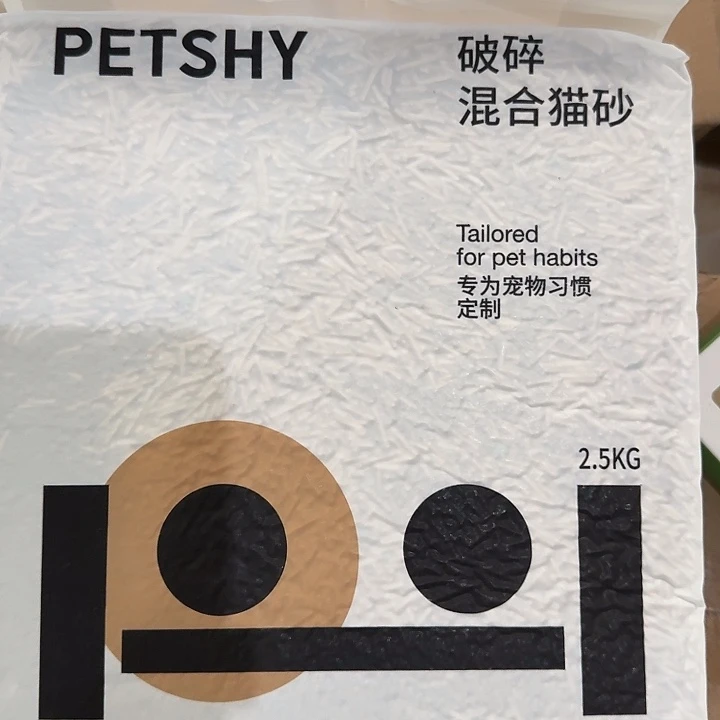 PETSHY
破碎
混合猫砂
Tailored
for pet habits
专为宠物习惯
定制
2.5KG